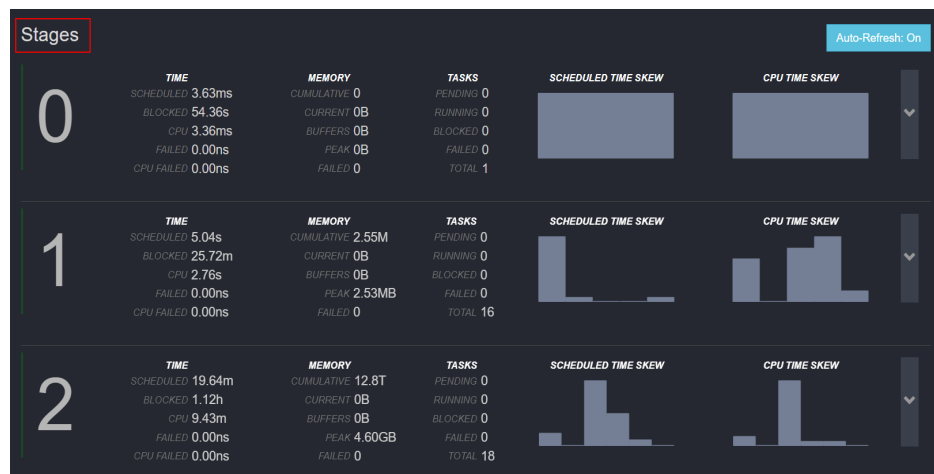 Stages
Auto-Refresh: On
0
TIME MEMORY TASKS SCHEDULED TIME SKEW CPU TIME SKEW
SCHEDULED 3.63ms CUMULATIVE 0 PENDING 0
BLOCKED 54.36s CURRENT 0B RUNNING 0
CPU 3.36ms BUFFERS 0B BLOCKED 0
FAILED 0.00ns PEAK 0B FAILED 0
CPU FAILED 0.00ns FAILED 0 TOTAL 1
1
TIME MEMORY TASKS SCHEDULED TIME SKEW CPU TIME SKEW
SCHEDULED 5.04s CUMULATIVE 2.55M PENDING 0
BLOCKED 25.72m CURRENT 0B RUNNING 0
CPU 2.76s BUFFERS 0B BLOCKED 0
FAILED 0.00ns PEAK 2.53MB FAILED 0
CPU FAILED 0.00ns FAILED 0 TOTAL 16
2
TIME MEMORY TASKS SCHEDULED TIME SKEW CPU TIME SKEW
SCHEDULED 19.64m CUMULATIVE 12.8T PENDING 0
BLOCKED 1.12h CURRENT 0B RUNNING 0
CPU 9.43m BUFFERS 0B BLOCKED 0
FAILED 0.00ns PEAK 4.60GB FAILED 0
CPU FAILED 0.00ns FAILED 0 TOTAL 18